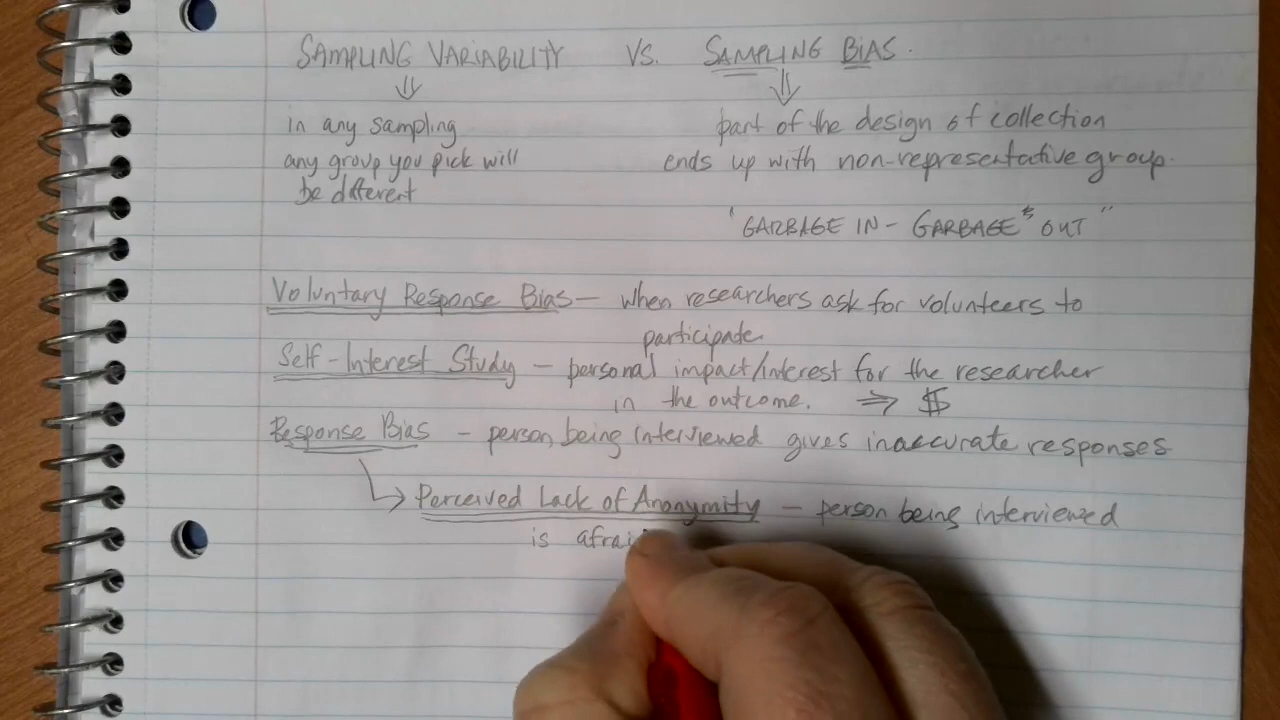 SAMPLING VARIABILITY VS. SAMPLING BIAS.
in any sampling
any group you pick will
be different
part of the design of collection
ends up with non-representative group.
"GARBAGE IN - GARBAGE OUT"
Voluntary Response Bias - when researchers ask for volunteers to
participate.
Self-Interest Study - personal impact/interest for the researcher
in the outcome. ⇒ $
Response Bias - person being interviewed gives inaccurate responses
Perceived Lack of Anonymity - person being interviewed
is afrai